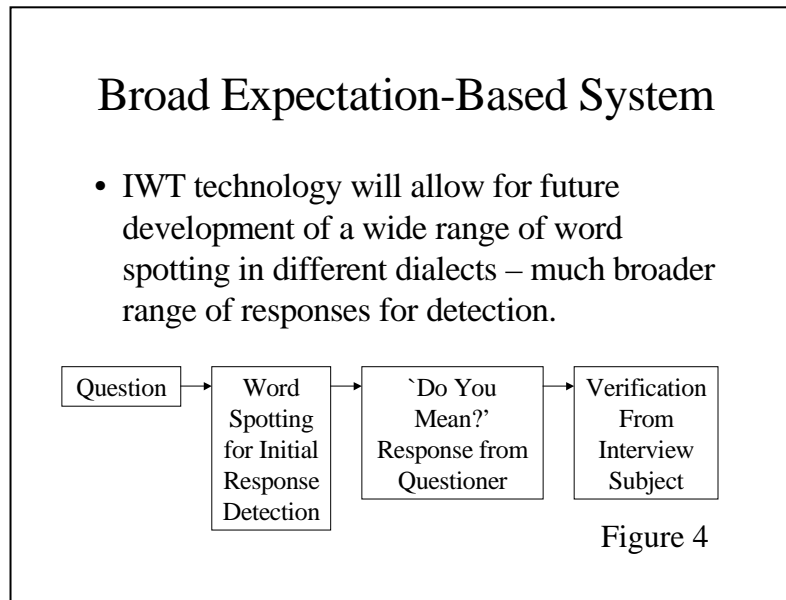 Broad Expectation-Based System
• IWT technology will allow for future
development of a wide range of word
spotting in different dialects – much broader
range of responses for detection.
Question
Word
Spotting
for Initial
Response
Detection
`Do You
Mean?’
Response from
Questioner
Verification
From
Interview
Subject
Figure 4